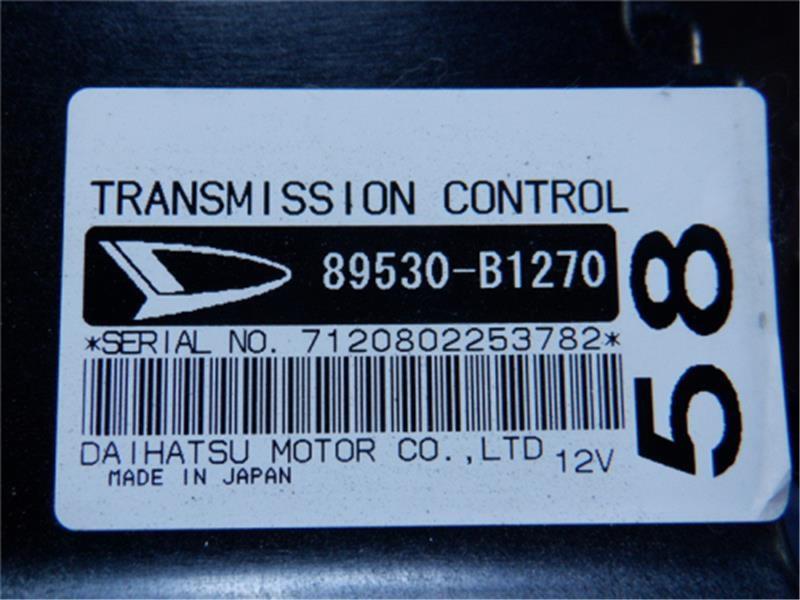 TRANSMISSION CONTROL
89530-B1270
*SERIAL NO. 7120802253782*
DAIHATSU MOTOR CO.,LTD 12V
MADE IN JAPAN
58